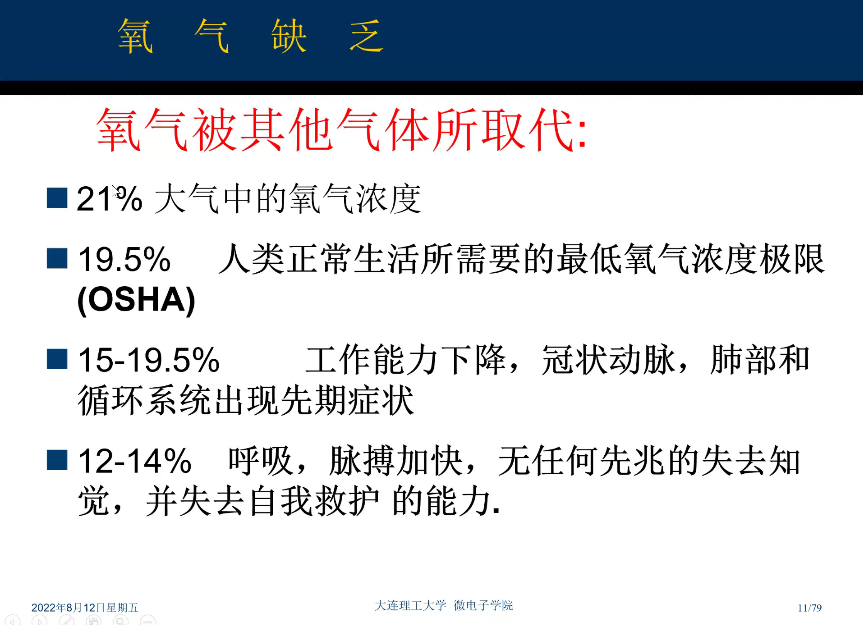 氧 气 缺 乏
氧气被其他气体所取代:
21% 大气中的氧气浓度
19.5% 人类正常生活所需要的最低氧气浓度极限
(OSHA)
15-19.5% 工作能力下降，冠状动脉，肺部和
循环系统出现先期症状
12-14% 呼吸，脉搏加快，无任何先兆的失去知
觉，并失去自我救护 的能力.
2022年8月12日星期五
大连理工大学 微电子学院
11/79